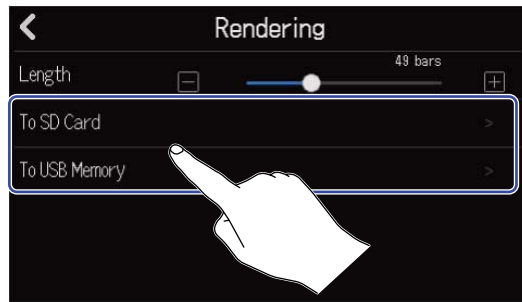 Rendering
49 bars
Length
To SD Card
To USB Memory